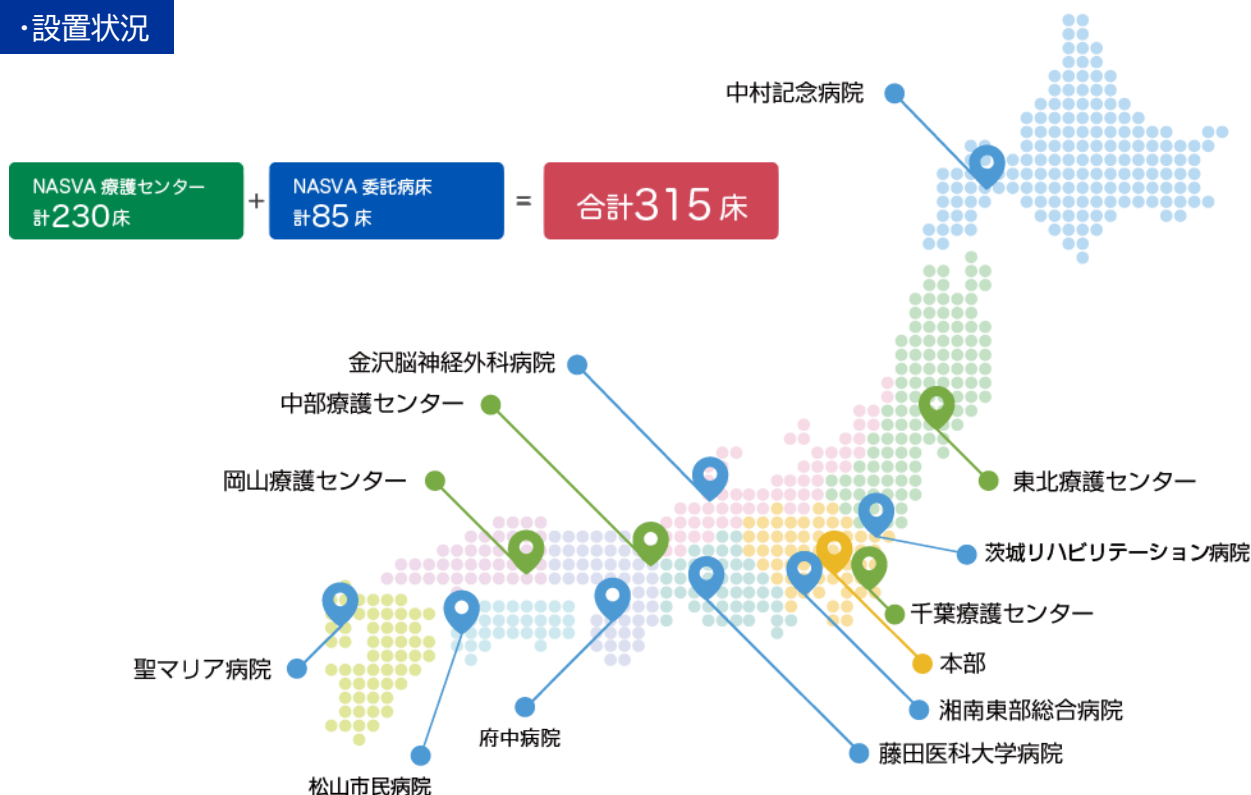 ・設置状況
中村記念病院
NASVA 療護センター
計230床
+
NASVA 委託病床
計85床
=
合計315床
金沢脳神経外科病院
中部療護センター
岡山療護センター
東北療護センター
茨城リハビリテーション病院
千葉療護センター
本部
聖マリア病院
湘南東部総合病院
府中病院
藤田医科大学病院
松山市民病院